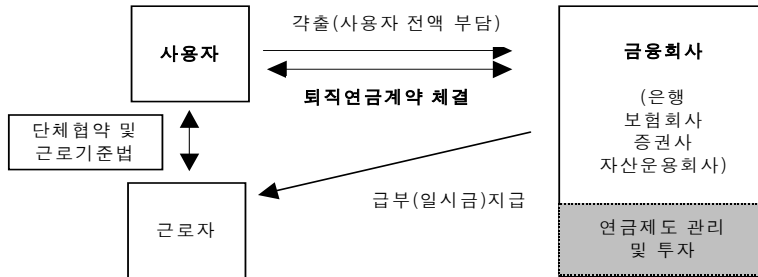 각출(사용자 전액 부담)
사용자
퇴직연금계약 체결
금융회사
(은행
보험회사
증권사
자산운용회사)
단체협약 및
근로기준법
급부(일시금)지급
근로자
연금제도 관리
및 투자